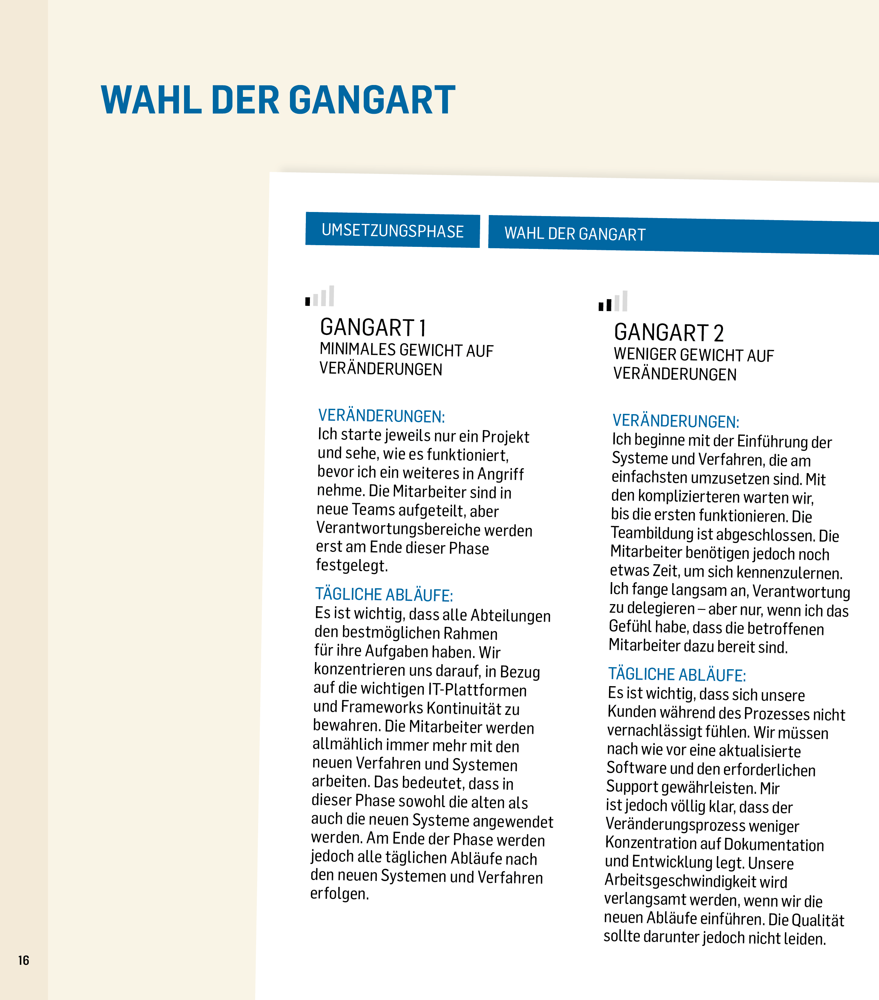 WAHL DER GANGART
UMSETZUNGSPHASE
WAHL DER GANGART
GANGART 1
MINIMALES GEWICHT AUF
VERÄNDERUNGEN
VERÄNDERUNGEN:
Ich starte jeweils nur ein Projekt
und sehe, wie es funktioniert,
bevor ich ein weiteres in Angriff
nehme. Die Mitarbeiter sind in
neue Teams aufgeteilt, aber
Verantwortungsbereiche werden
erst am Ende dieser Phase
festgelegt.
TÄGLICHE ABLÄUFE:
Es ist wichtig, dass alle Abteilungen
den bestmöglichen Rahmen
für ihre Aufgaben haben. Wir
konzentrieren uns darauf, in Bezug
auf die wichtigen IT-Plattformen
und Frameworks Kontinuität zu
bewahren. Die Mitarbeiter werden
allmählich immer mehr mit den
neuen Verfahren und Systemen
arbeiten. Das bedeutet, dass in
dieser Phase sowohl die alten als
auch die neuen Systeme angewendet
werden. Am Ende der Phase werden
jedoch alle täglichen Abläufe nach
den neuen Systemen und Verfahren
erfolgen.
GANGART 2
WENIGER GEWICHT AUF
VERÄNDERUNGEN
VERÄNDERUNGEN:
Ich beginne mit der Einführung der
Systeme und Verfahren, die am
einfachsten umzusetzen sind. Mit
den komplizierteren warten wir,
bis die ersten funktionieren. Die
Teambildung ist abgeschlossen. Die
Mitarbeiter benötigen jedoch noch
etwas Zeit, um sich kennenzulernen.
Ich fange langsam an, Verantwortung
zu delegieren – aber nur, wenn ich das
Gefühl habe, dass die betroffenen
Mitarbeiter dazu bereit sind.
TÄGLICHE ABLÄUFE:
Es ist wichtig, dass sich unsere
Kunden während des Prozesses nicht
vernachlässigt fühlen. Wir müssen
nach wie vor eine aktualisierte
Software und den erforderlichen
Support gewährleisten. Mir
ist jedoch völlig klar, dass der
Veränderungsprozess weniger
Konzentration auf Dokumentation
und Entwicklung legt. Unsere
Arbeitsgeschwindigkeit wird
verlangsamt werden, wenn wir die
neuen Abläufe einführen. Die Qualität
sollte darunter jedoch nicht leiden.
16